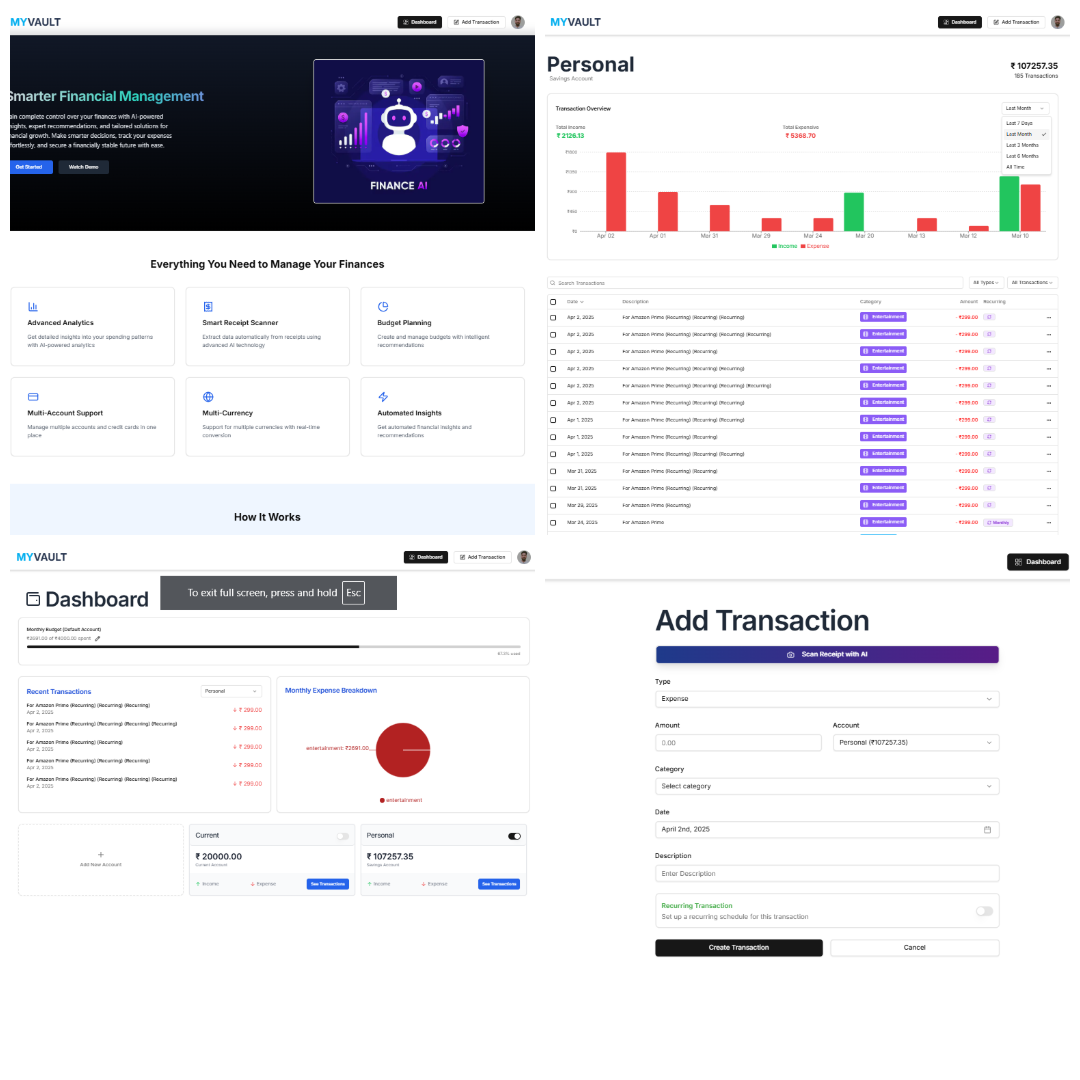 MYVAULT
Dashboard
Add Transaction
Smarter Financial Management
ain complete control over your finances with AI-powered
sights, expert recommendations, and tailored solutions for
nancial growth. Make smarter decisions, track your expenses
fortlessly, and secure a financially stable future with ease.
Get Started
Watch Demo
FINANCE AI
Everything You Need to Manage Your Finances
Advanced Analytics
Get detailed insights into your spending patterns
with AI-powered analytics
Smart Receipt Scanner
Extract data automatically from receipts using
advanced AI technology
Budget Planning
Create and manage budgets with intelligent
recommendations
Multi-Account Support
Manage multiple accounts and credit cards in one
place
Multi-Currency
Support for multiple currencies with real-time
conversion
Automated Insights
Get automated financial insights and
recommendations
How It Works
MYVAULT
Dashboard
Add Transaction
Personal
Savings Account
₹ 107257.35
165 Transactions
Transaction Overview
Last Month
Last 7 Days
Last Month
Last 3 Months
Last 6 Months
All Time
Total Income
₹ 2126.13
Total Expensive
₹ 5368.70
₹0
Apr 02
Apr 01
Mar 31
Mar 29
Mar 24
Mar 20
Mar 13
Mar 12
Mar 10
Income
Expense
Search Transactions
All Types
All Transactions
Date Description Category Amount Recurring
Apr 2, 2025 For Amazon Prime (Recurring) (Recurring) (Recurring) Entertainment - ₹299.00
Apr 2, 2025 For Amazon Prime (Recurring) (Recurring) (Recurring) (Recurring) Entertainment - ₹299.00
Apr 2, 2025 For Amazon Prime (Recurring) (Recurring) Entertainment - ₹299.00
Apr 2, 2025 For Amazon Prime (Recurring) (Recurring) (Recurring) Entertainment - ₹299.00
Apr 2, 2025 For Amazon Prime (Recurring) (Recurring) (Recurring) (Recurring) Entertainment - ₹299.00
Apr 2, 2025 For Amazon Prime (Recurring) (Recurring) Entertainment - ₹299.00
Apr 1, 2025 For Amazon Prime (Recurring) (Recurring) (Recurring) Entertainment - ₹299.00
Apr 1, 2025 For Amazon Prime (Recurring) (Recurring) Entertainment - ₹299.00
Apr 1, 2025 For Amazon Prime (Recurring) (Recurring) (Recurring) Entertainment - ₹299.00
Mar 31, 2025 For Amazon Prime (Recurring) (Recurring) Entertainment - ₹299.00
Mar 31, 2025 For Amazon Prime (Recurring) (Recurring) Entertainment - ₹299.00
Mar 29, 2025 For Amazon Prime (Recurring) Entertainment - ₹299.00
Mar 24, 2025 For Amazon Prime Entertainment - ₹299.00 Monthly
MYVAULT
Dashboard
Add Transaction
Dashboard
To exit full screen, press and hold Esc
Monthly Budget (Default Account)
₹2691.00 of ₹4000.00 spent
67.3% used
Recent Transactions
Personal
For Amazon Prime (Recurring) (Recurring) (Recurring)
Apr 2, 2025
₹ 299.00
For Amazon Prime (Recurring) (Recurring) (Recurring) (Recurring)
Apr 2, 2025
₹ 299.00
For Amazon Prime (Recurring) (Recurring)
Apr 2, 2025
₹ 299.00
For Amazon Prime (Recurring) (Recurring) (Recurring)
Apr 2, 2025
₹ 299.00
For Amazon Prime (Recurring) (Recurring) (Recurring) (Recurring)
Apr 2, 2025
₹ 299.00
Monthly Expense Breakdown
entertainment: ₹2691.00
entertainment
Add New Account
Current
₹ 20000.00
Current Account
Income
Expense
See Transactions
Personal
₹ 107257.35
Savings Account
Income
Expense
See Transactions
Dashboard
Add Transaction
Scan Receipt with AI
Type
Expense
Amount
0.00
Account
Personal (₹107257.35)
Category
Select category
Date
April 2nd, 2025
Description
Enter Description
Recurring Transaction
Set up a recurring schedule for this transaction
Create Transaction
Cancel